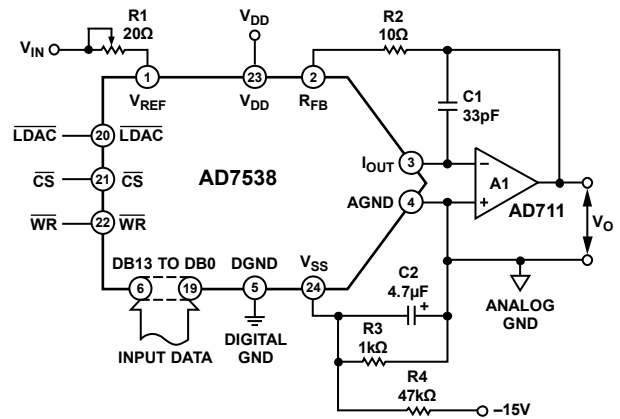 R1
20Ω
VIN
VDD
R2
10Ω
1
23
2
VREF
VDD
RFB
C1
33pF
LDAC
20
LDAC
IOUT
3
–
CS
21
CS
AD7538
A1
AGND
4
+
AD711
WR
22
WR
VO
DB13 TO DB0
DGND
VSS
6
19
5
24
C2
4.7µF
+
ANALOG
GND
DIGITAL
GND
R3
1kΩ
INPUT DATA
R4
47kΩ
–15V